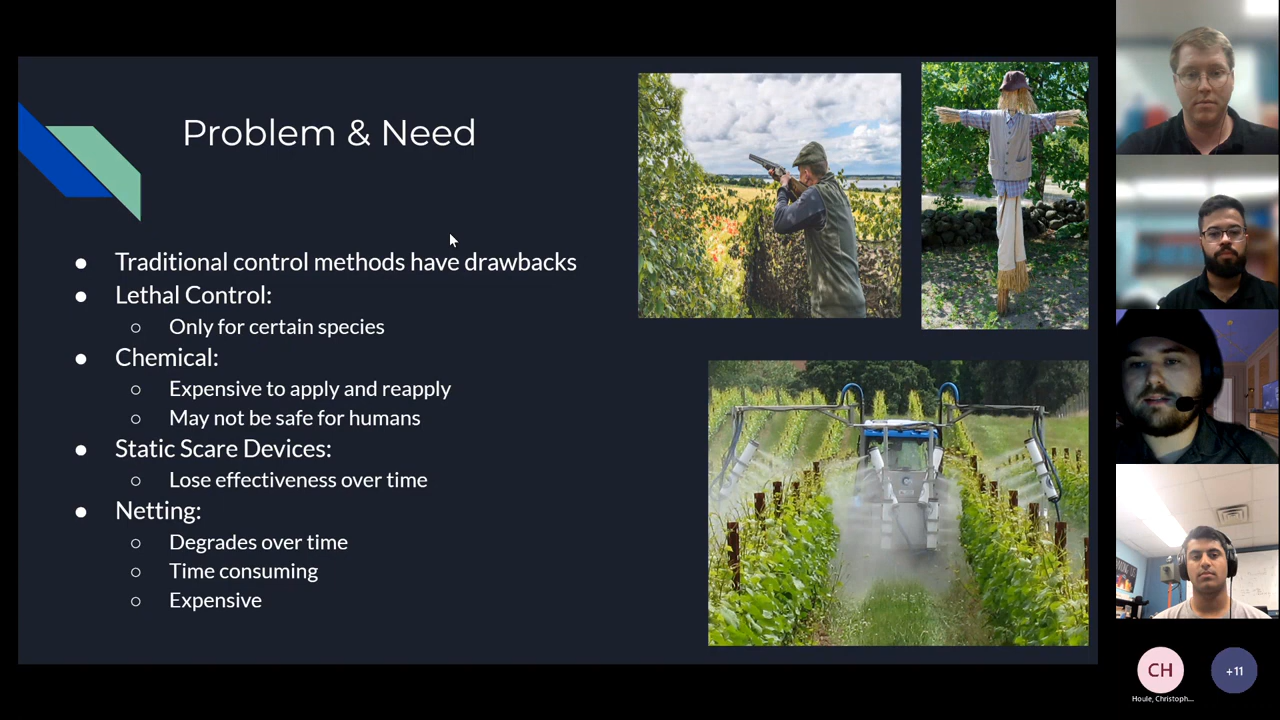 Problem & Need
● Traditional control methods have drawbacks
● Lethal Control:
○ Only for certain species
● Chemical:
○ Expensive to apply and reapply
○ May not be safe for humans
● Static Scare Devices:
○ Lose effectiveness over time
● Netting:
○ Degrades over time
○ Time consuming
○ Expensive
CH
+11
Houle, Christoph...